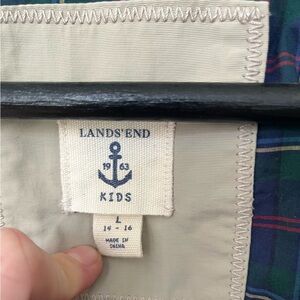 LANDS' END
19 63
KIDS
L
14 - 16
MADE IN
CHINA